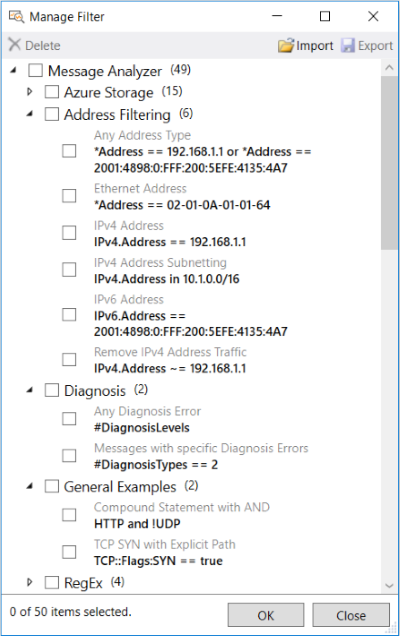 Manage Filter
Delete
Import
Export
Message Analyzer (49)
Azure Storage (15)
Address Filtering (6)
Any Address Type
*Address == 192.168.1.1 or *Address ==
2001:4898:0:FFF:200:5EFE:4135:4A7
Ethernet Address
*Address == 02-01-0A-01-01-64
IPv4 Address
IPv4.Address == 192.168.1.1
IPv4 Address Subnetting
IPv4.Address in 10.1.0.0/16
IPv6 Address
IPv6.Address ==
2001:4898:0:FFF:200:5EFE:4135:4A7
Remove IPv4 Address Traffic
IPv4.Address ~= 192.168.1.1
Diagnosis (2)
Any Diagnosis Error
#DiagnosisLevels
Messages with specific Diagnosis Errors
#DiagnosisTypes == 2
General Examples (2)
Compound Statement with AND
HTTP and !UDP
TCP SYN with Explicit Path
TCP::Flags:SYN == true
RegEx (4)
0 of 50 items selected.
OK
Close